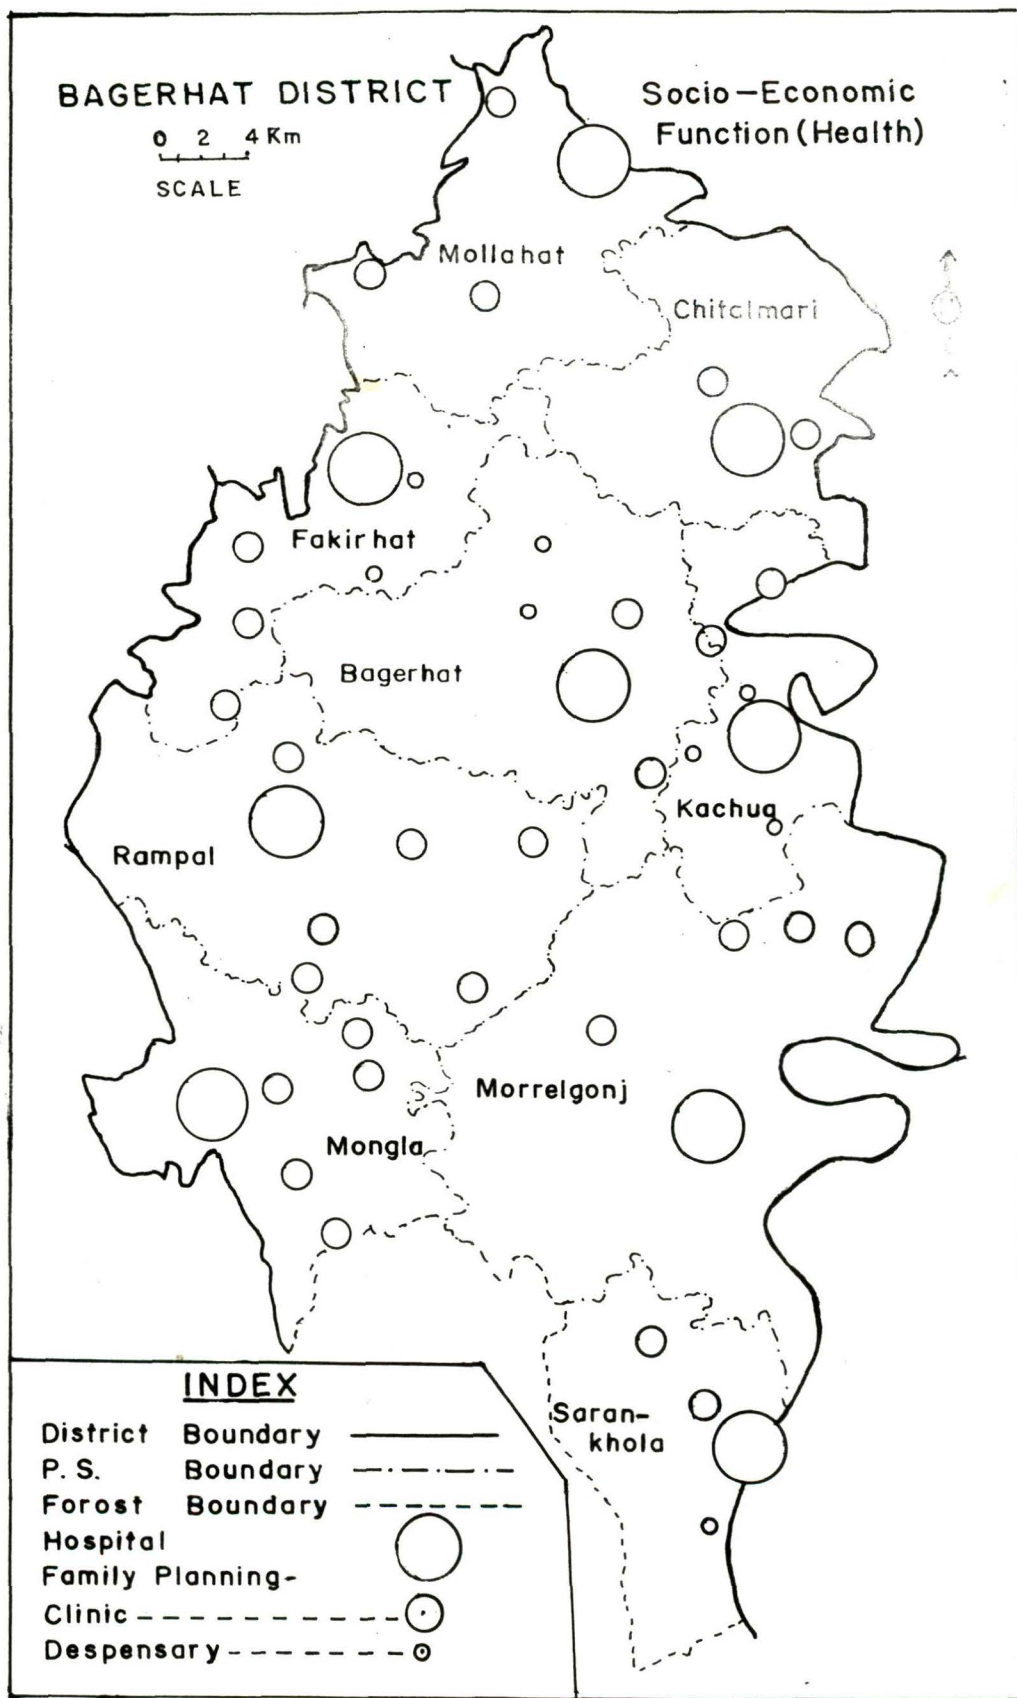 BAGERHAT DISTRICT
0 2 4 Km
SCALE
Socio-Economic
Function (Health)
Mollahat
Chitalmari
Fakirhat
Bagerhat
Kachua
Rampal
Morrelgonj
Mongla
Saran-
khola
INDEX
District Boundary
P. S. Boundary
Forost Boundary
Hospital
Family Planning-
Clinic
Despensary